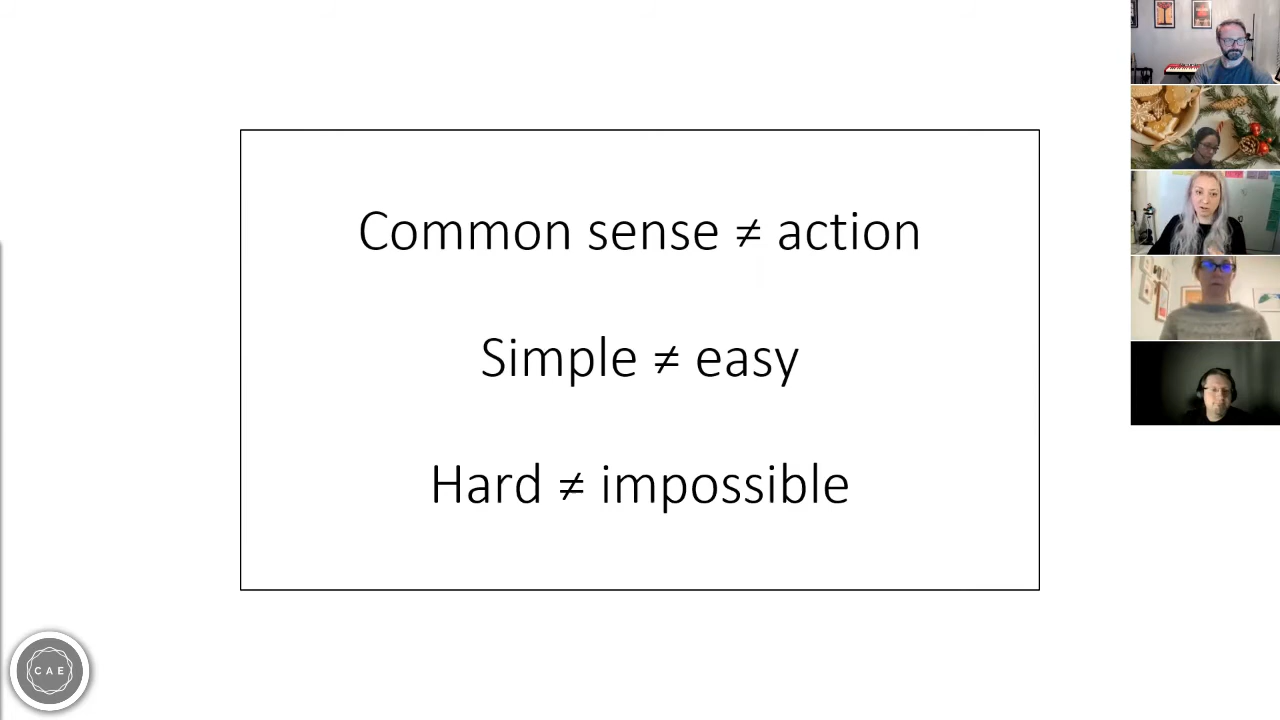 Common sense ≠ action
Simple ≠ easy
Hard ≠ impossible
CAE